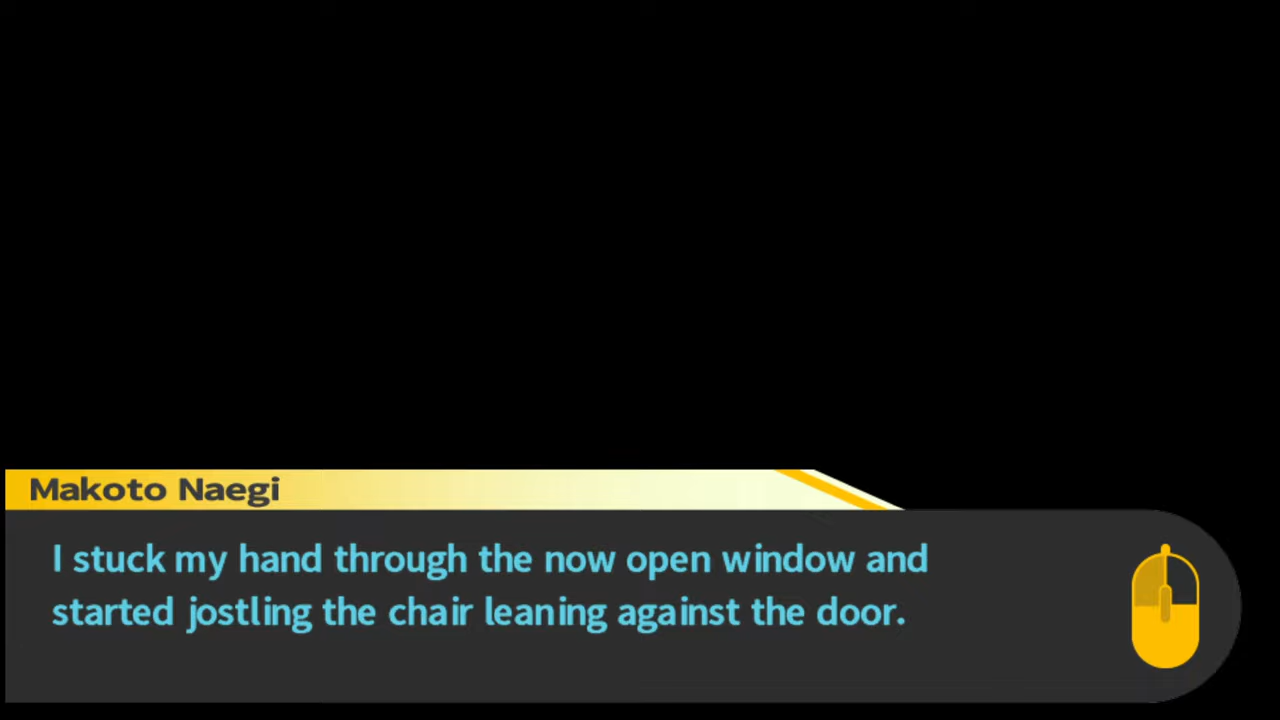 Makoto Naegi
I stuck my hand through the now open window and
started jostling the chair leaning against the door.